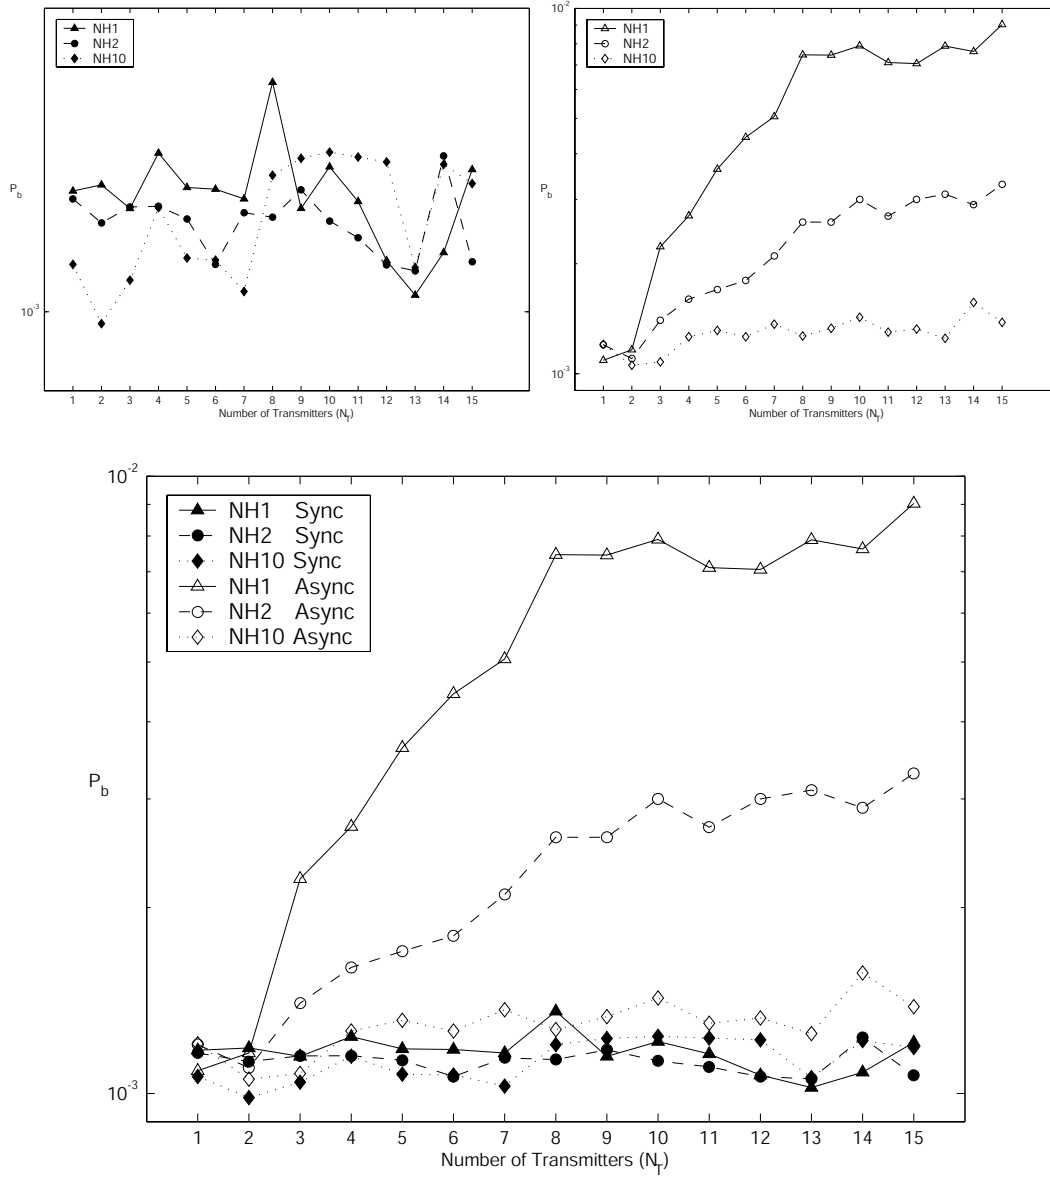 NH1
NH2
NH10
P_b
10^-3
1 2 3 4 5 6 7 8 9 10 11 12 13 14 15
Number of Transmitters (N_T)
10^-2
NH1
NH2
NH10
P_b
10^-3
1 2 3 4 5 6 7 8 9 10 11 12 13 14 15
Number of Transmitters (N_T)
10^-2
NH1 Sync
NH2 Sync
NH10 Sync
NH1 Async
NH2 Async
NH10 Async
P_b
10^-3
1 2 3 4 5 6 7 8 9 10 11 12 13 14 15
Number of Transmitters (N_T)